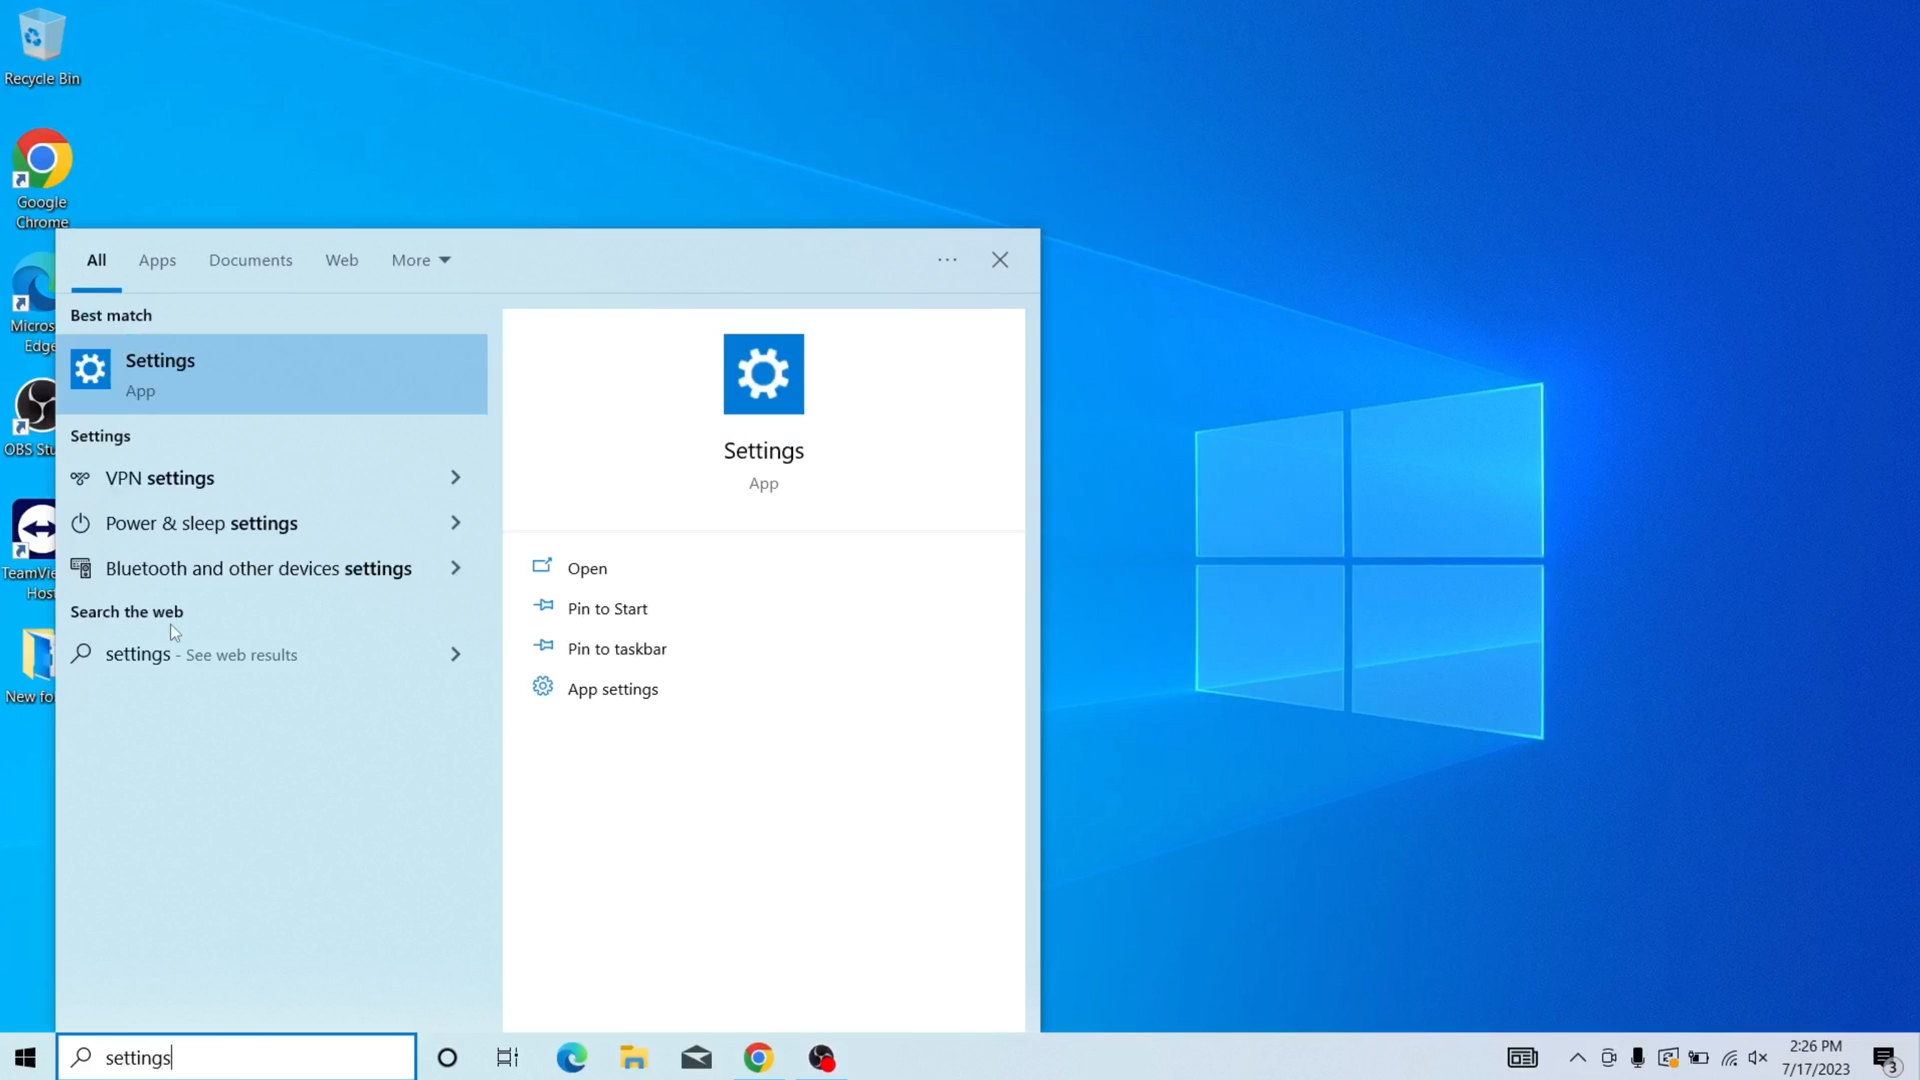 Recycle Bin
Google
Chrome
Micros
Edge
OBS Stu
TeamVie
Host
New fo
All
Apps
Documents
Web
More
Best match
Settings
App
Settings
VPN settings
Power & sleep settings
Bluetooth and other devices settings
Search the web
settings - See web results
Settings
App
Open
Pin to Start
Pin to taskbar
App settings
settings
2:26 PM
7/17/2023
3